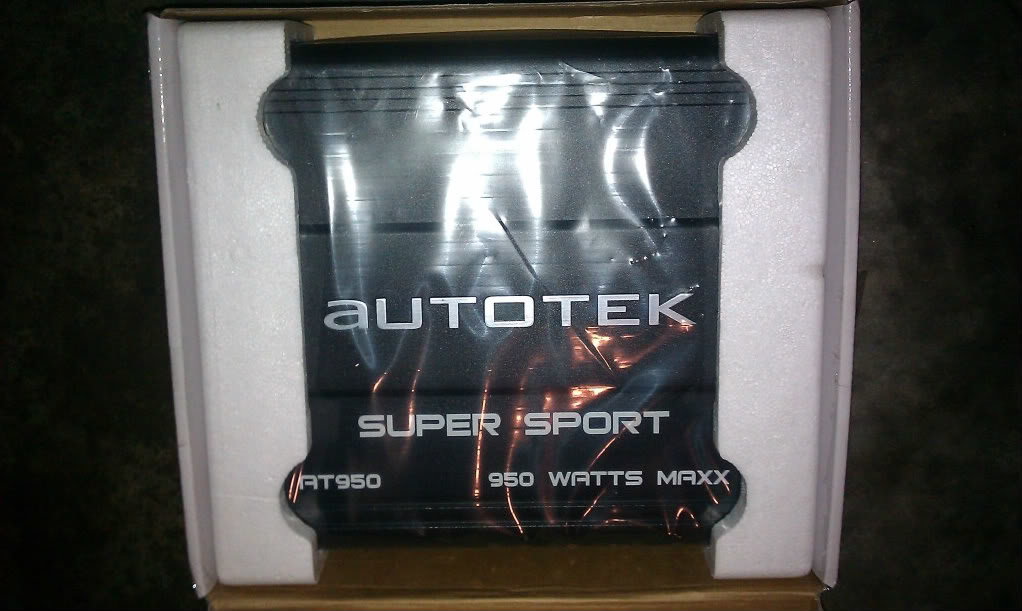 aUTOTEK
SUPER SPORT
AT950 950 WATTS MAXX